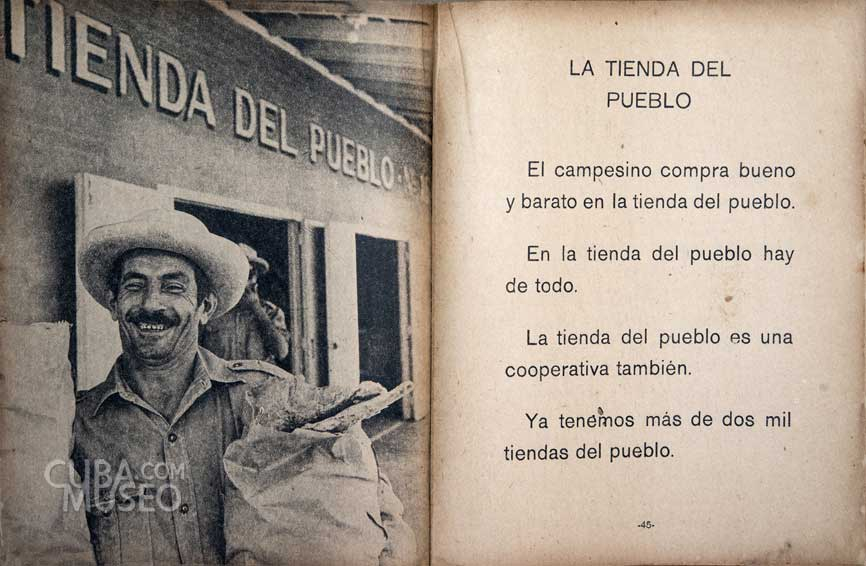 TIENDA DEL PUEBLO
CUBA.COM
MUSEO
LA TIENDA DEL
PUEBLO
El campesino compra bueno
y barato en la tienda del pueblo.
En la tienda del pueblo hay
de todo.
La tienda del pueblo es una
cooperativa también.
Ya tenemos más de dos mil
tiendas del pueblo.
-45-